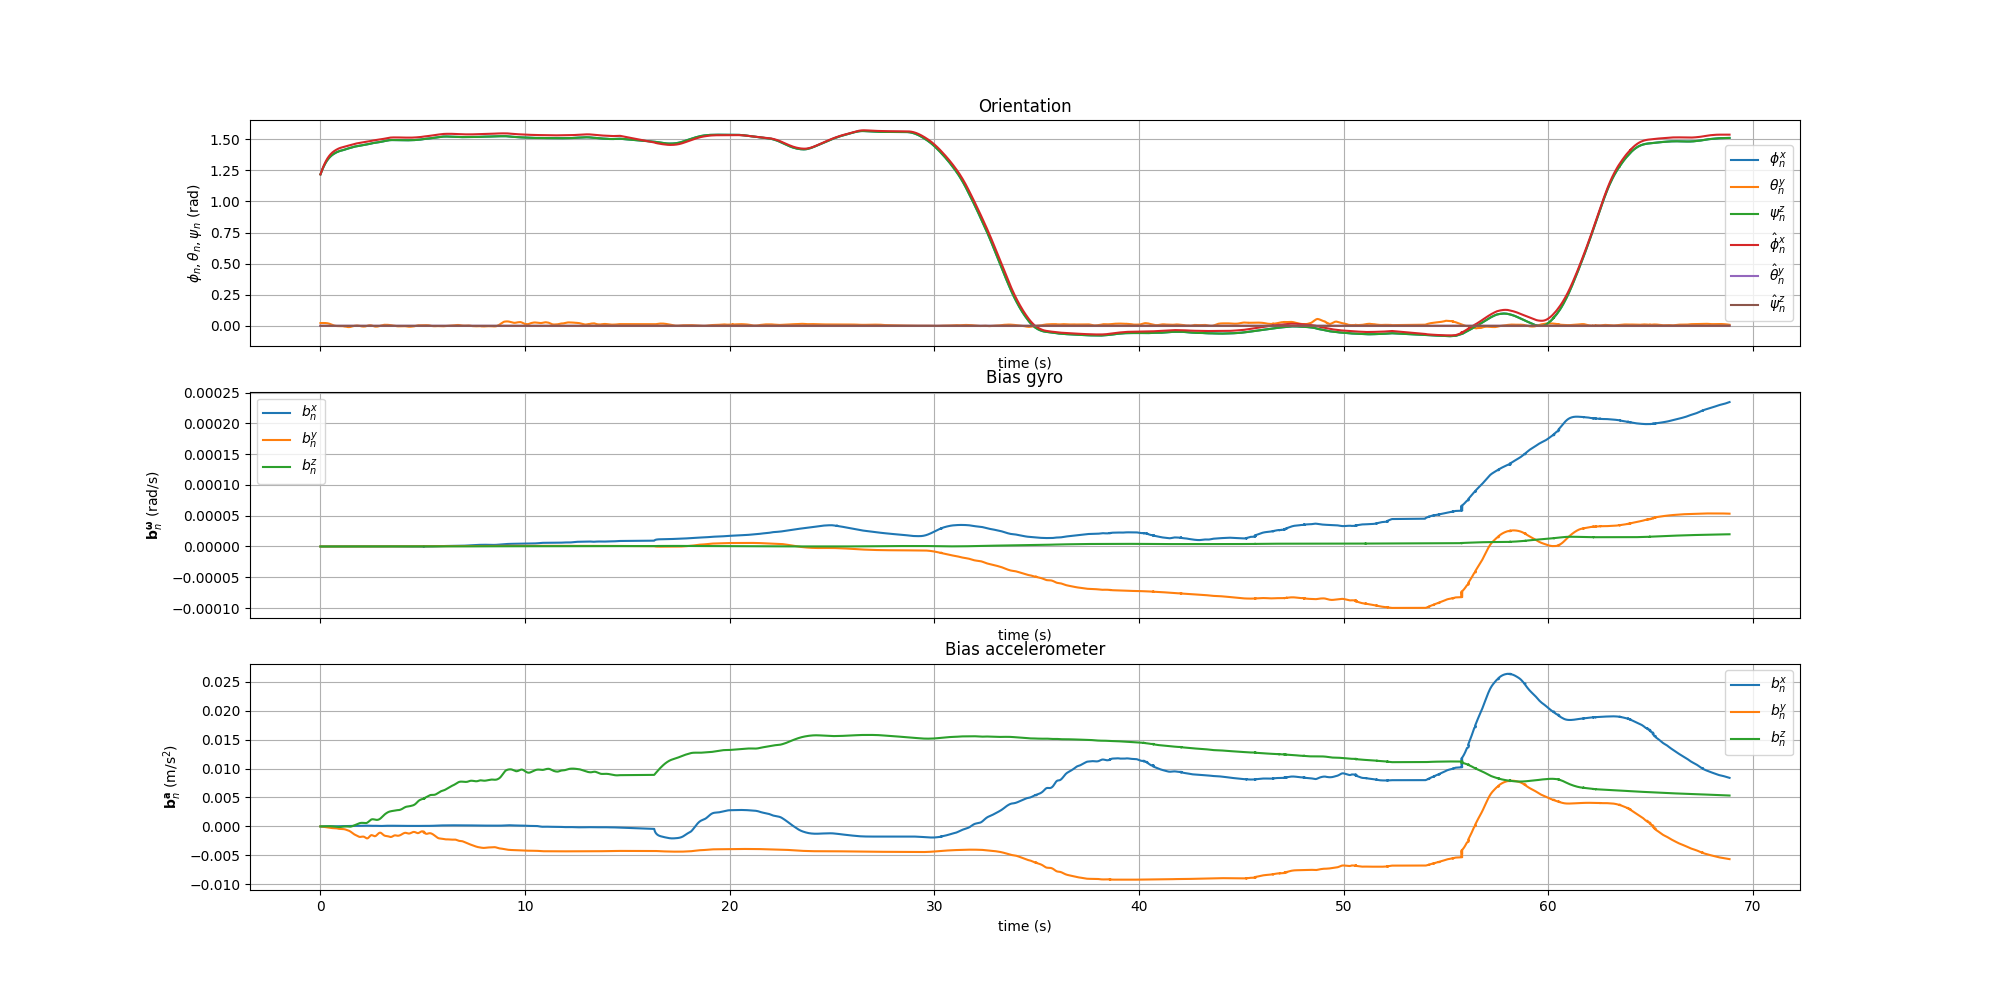 Orientation
ϕₙ, θₙ, ψₙ (rad)
1.50
1.25
1.00
0.75
0.50
0.25
0.00
ϕₙˣ
θₙʸ
ψₙᶻ
ϕ̂ₙˣ
θ̂ₙʸ
ψ̂ₙᶻ
time (s)
Bias gyro
𝐛ₙ^𝛚 (rad/s)
0.00025
0.00020
0.00015
0.00010
0.00005
0.00000
−0.00005
−0.00010
bₙˣ
bₙʸ
bₙᶻ
time (s)
Bias accelerometer
𝐛ₙ^𝐚 (m/s²)
0.025
0.020
0.015
0.010
0.005
0.000
−0.005
−0.010
bₙˣ
bₙʸ
bₙᶻ
0 10 20 30 40 50 60 70
time (s)